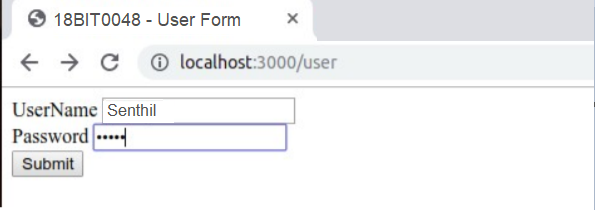 18BIT0048 - User Form
localhost:3000/user
UserName Senthil
Password •••••
Submit